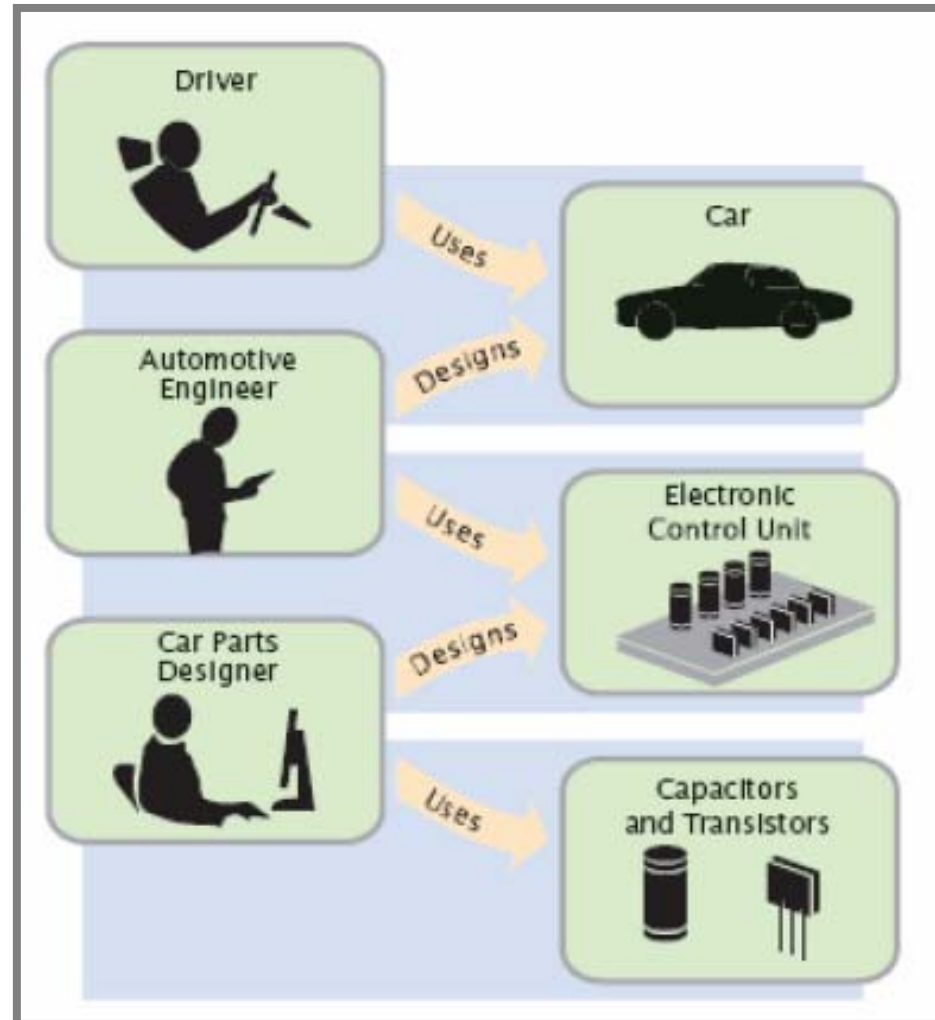 Driver
Uses
Car
Automotive
Engineer
Designs
Uses
Electronic
Control Unit
Car Parts
Designer
Designs
Uses
Capacitors
and Transistors